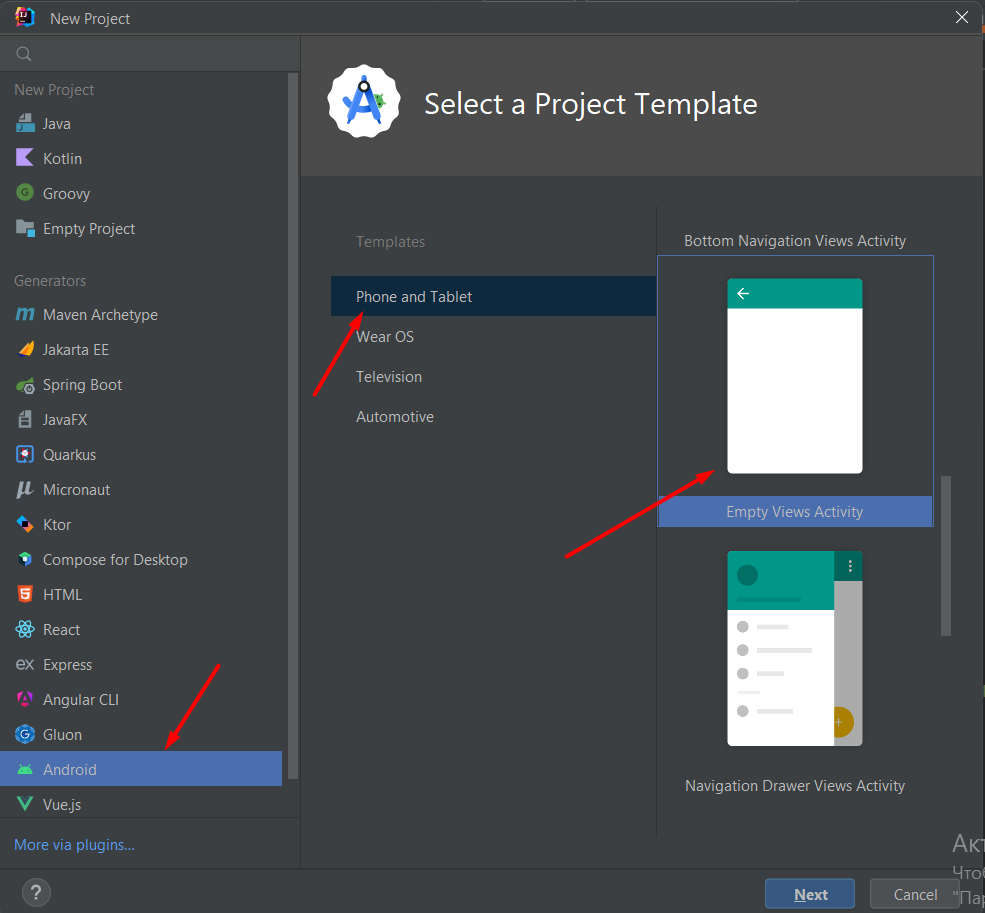 New Project
New Project
Java
Kotlin
Groovy
Empty Project
Generators
Maven Archetype
Jakarta EE
Spring Boot
JavaFX
Quarkus
Micronaut
Ktor
Compose for Desktop
HTML
React
Express
Angular CLI
Gluon
Android
Vue.js
More via plugins...
?
Select a Project Template
Templates
Phone and Tablet
Wear OS
Television
Automotive
Bottom Navigation Views Activity
Empty Views Activity
Navigation Drawer Views Activity
Next
Cancel